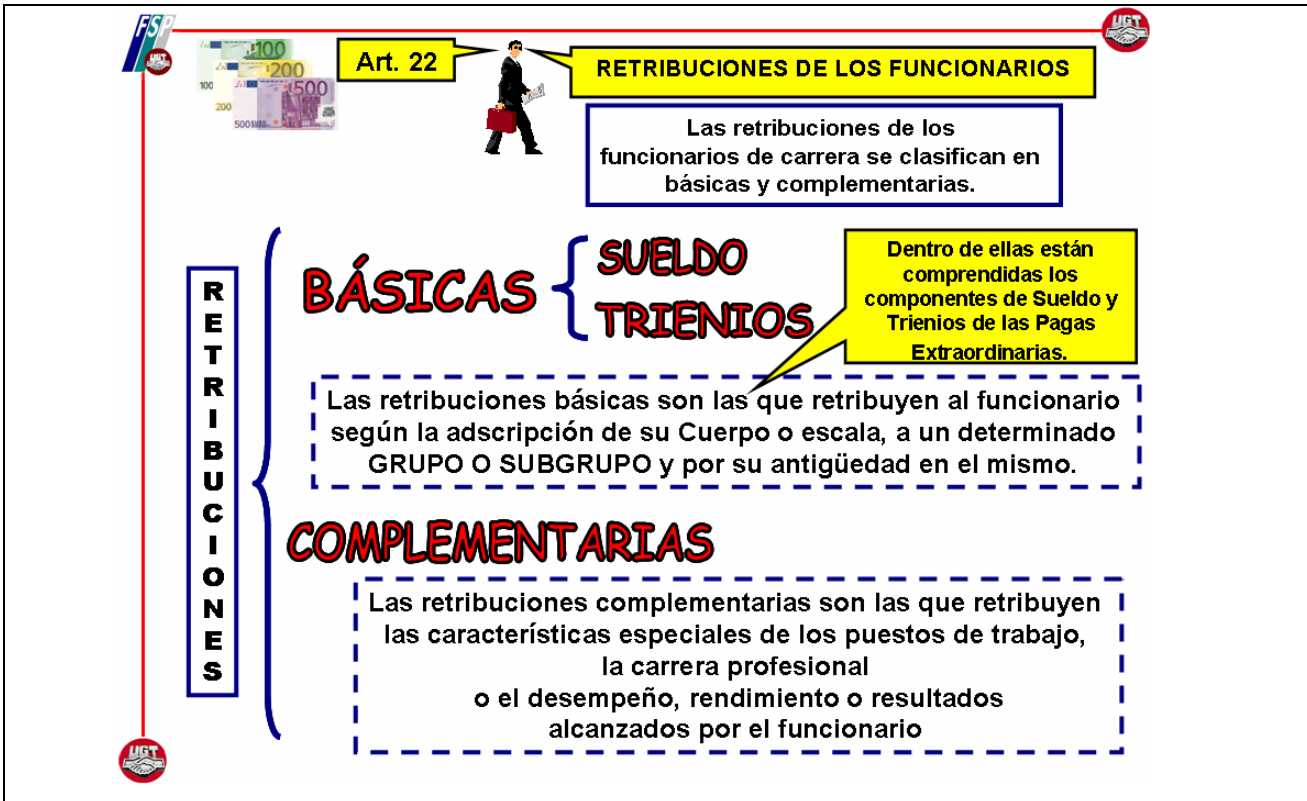 FSP
UGT
UGT
100
200
500
100
200
500
Art. 22
RETRIBUCIONES DE LOS FUNCIONARIOS
Las retribuciones de los
funcionarios de carrera se clasifican en
básicas y complementarias.
RETRIBUCIONES
BÁSICAS
SUELDO
TRIENIOS
Dentro de ellas están
comprendidas los
componentes de Sueldo y
Trienios de las Pagas
Extraordinarias.
Las retribuciones básicas son las que retribuyen al funcionario
según la adscripción de su Cuerpo o escala, a un determinado
GRUPO O SUBGRUPO y por su antigüedad en el mismo.
COMPLEMENTARIAS
Las retribuciones complementarias son las que retribuyen
las características especiales de los puestos de trabajo,
la carrera profesional
o el desempeño, rendimiento o resultados
alcanzados por el funcionario
UGT